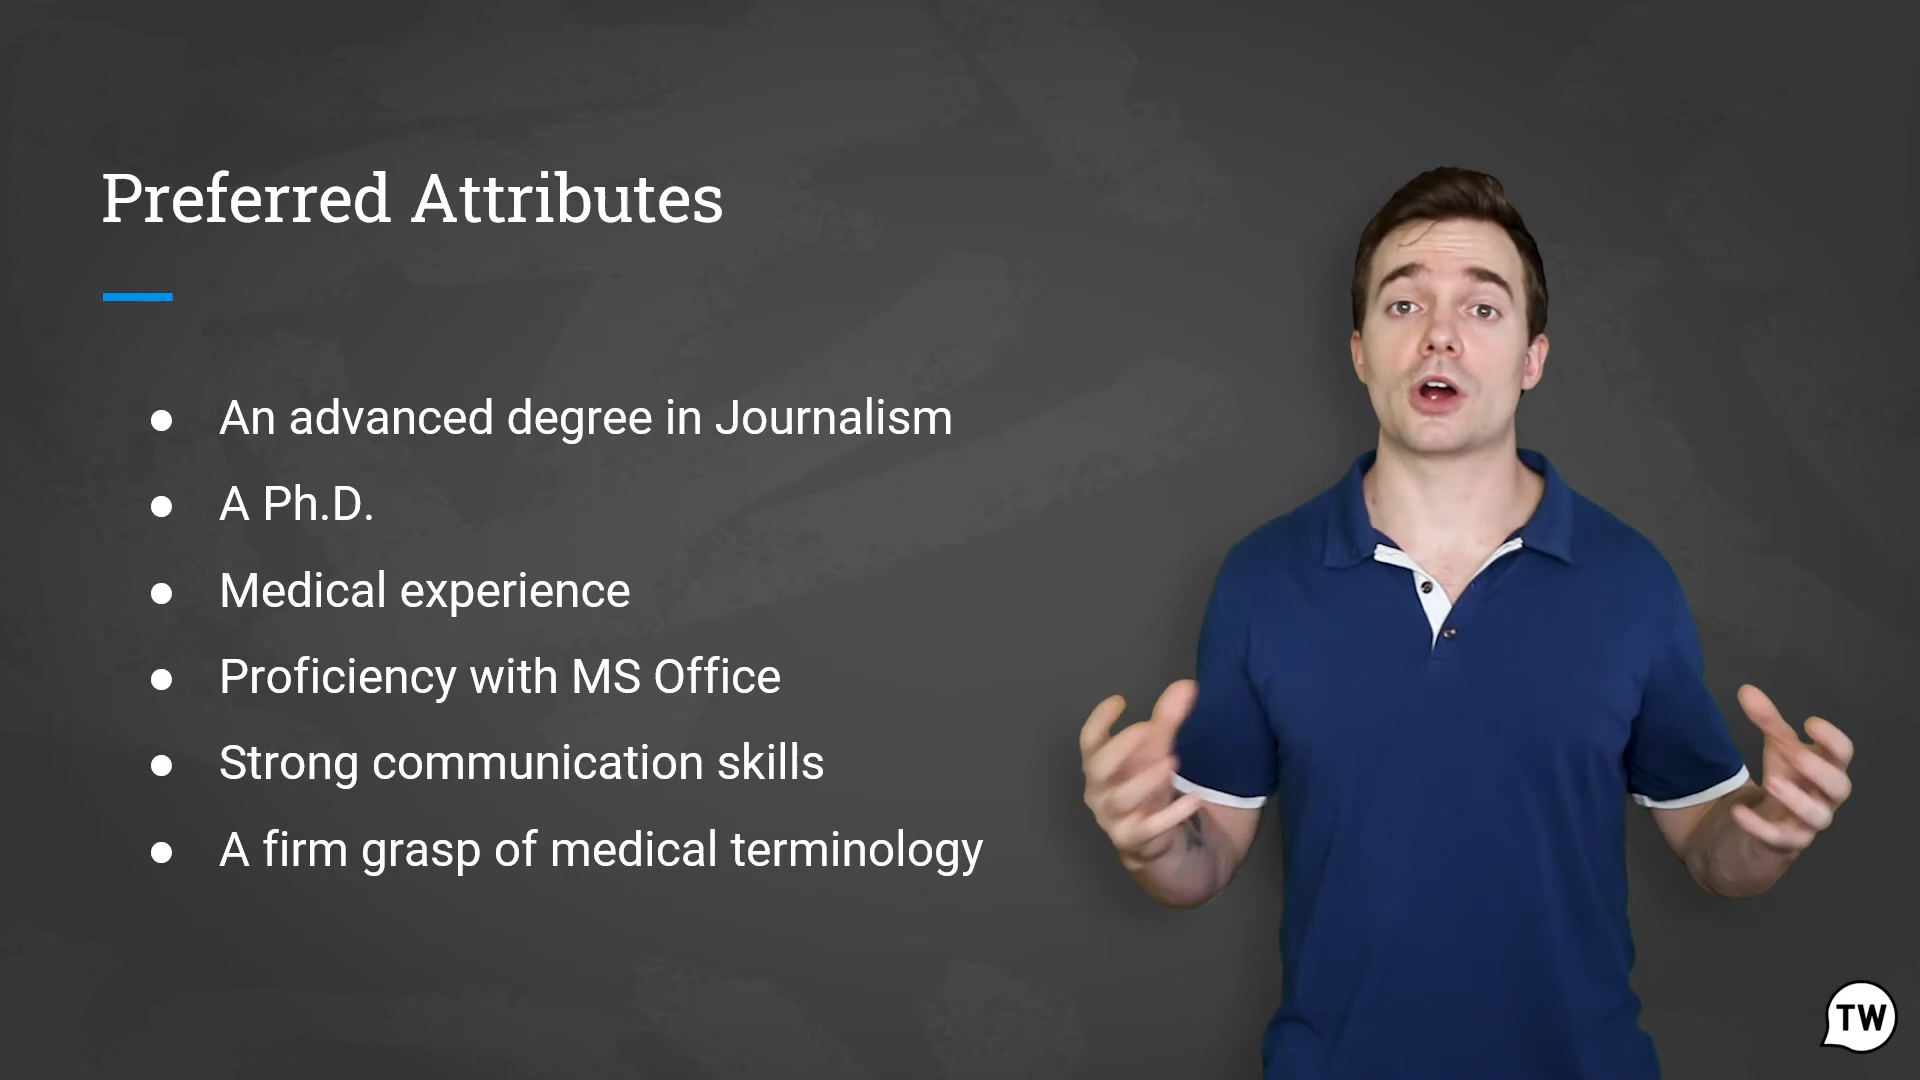 Preferred Attributes
● An advanced degree in Journalism
● A Ph.D.
● Medical experience
● Proficiency with MS Office
● Strong communication skills
● A firm grasp of medical terminology
TW